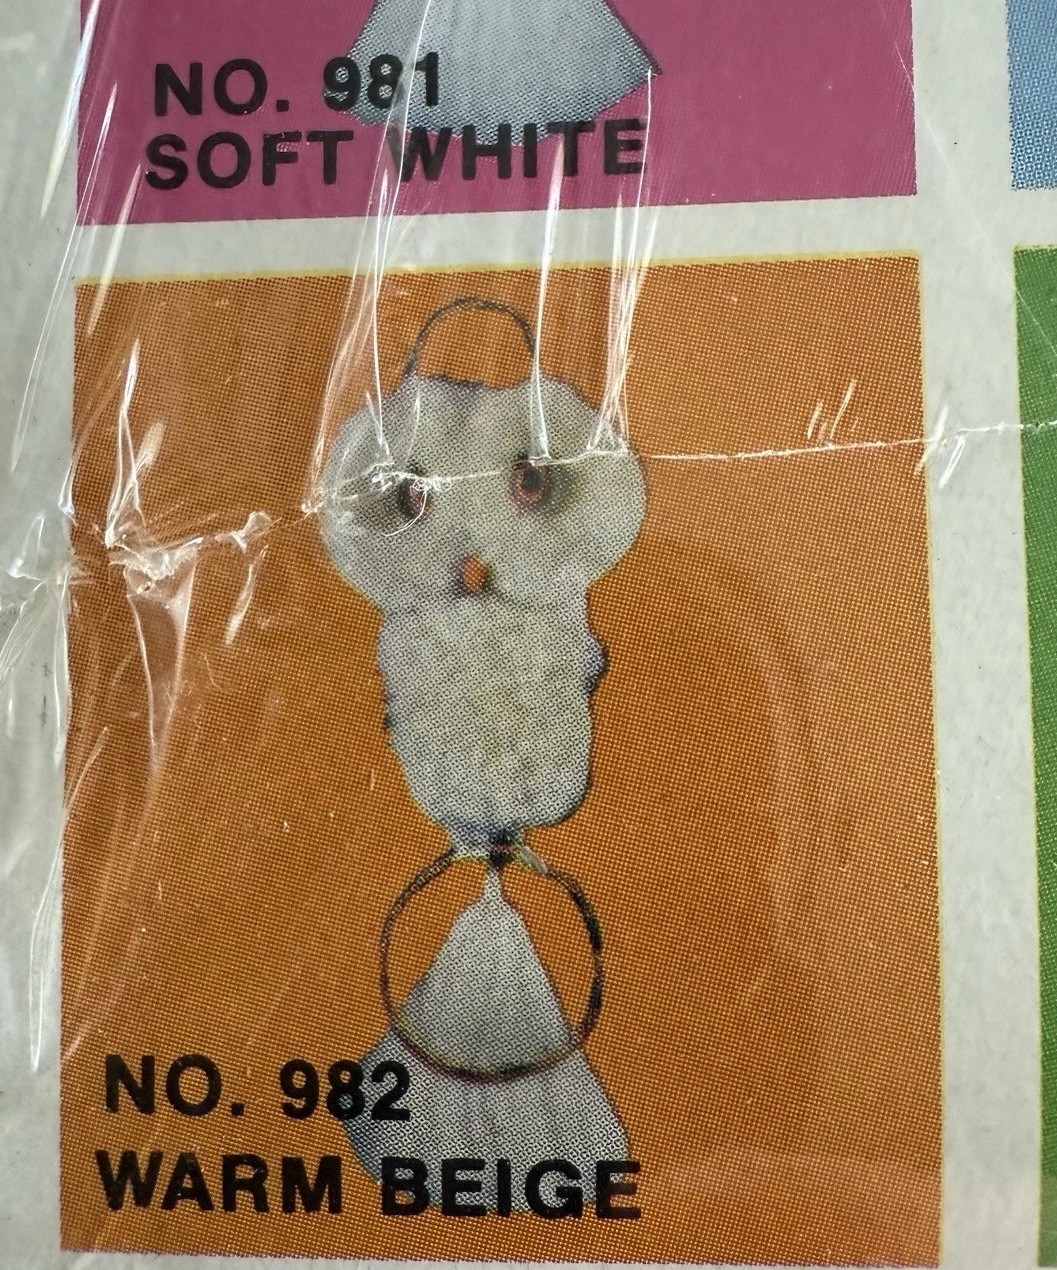 NO. 981
SOFT WHITE
NO. 982
WARM BEIGE